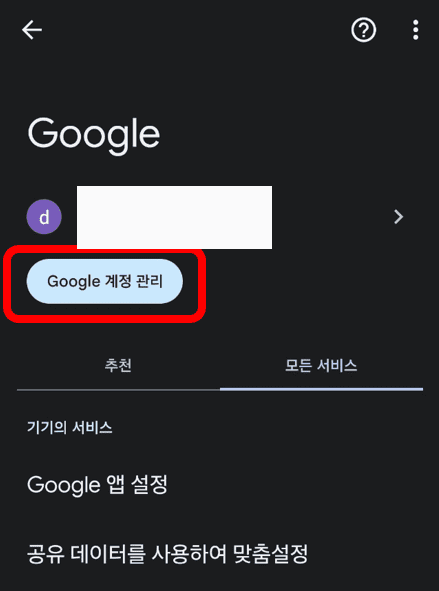 Google
d
Google 계정 관리
추천
모든 서비스
기기의 서비스
Google 앱 설정
공유 데이터를 사용하여 맞춤설정